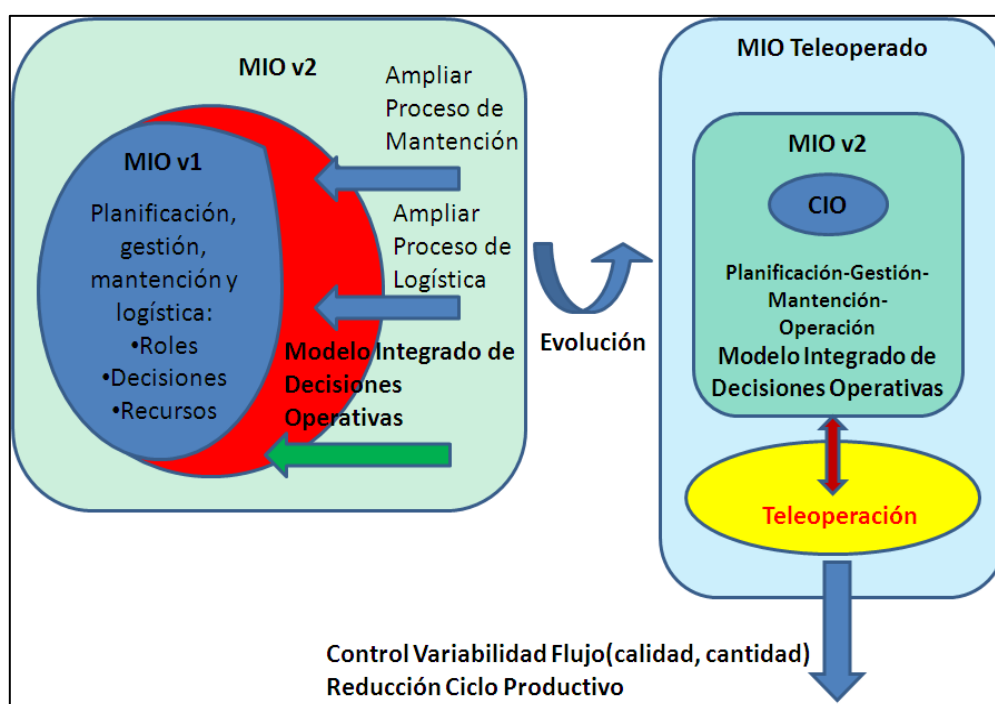 MIO v2
Ampliar
Proceso de
Mantención
MIO v1
Planificación,
gestión,
mantención y
logística:
•Roles
•Decisiones
•Recursos
Ampliar
Proceso de
Logística
Modelo Integrado de
Decisiones
Operativas
Evolución
MIO Teleoperado
MIO v2
CIO
Planificación-Gestión-
Mantención-
Operación
Modelo Integrado de
Decisiones Operativas
Teleoperación
Control Variabilidad Flujo(calidad, cantidad)
Reducción Ciclo Productivo